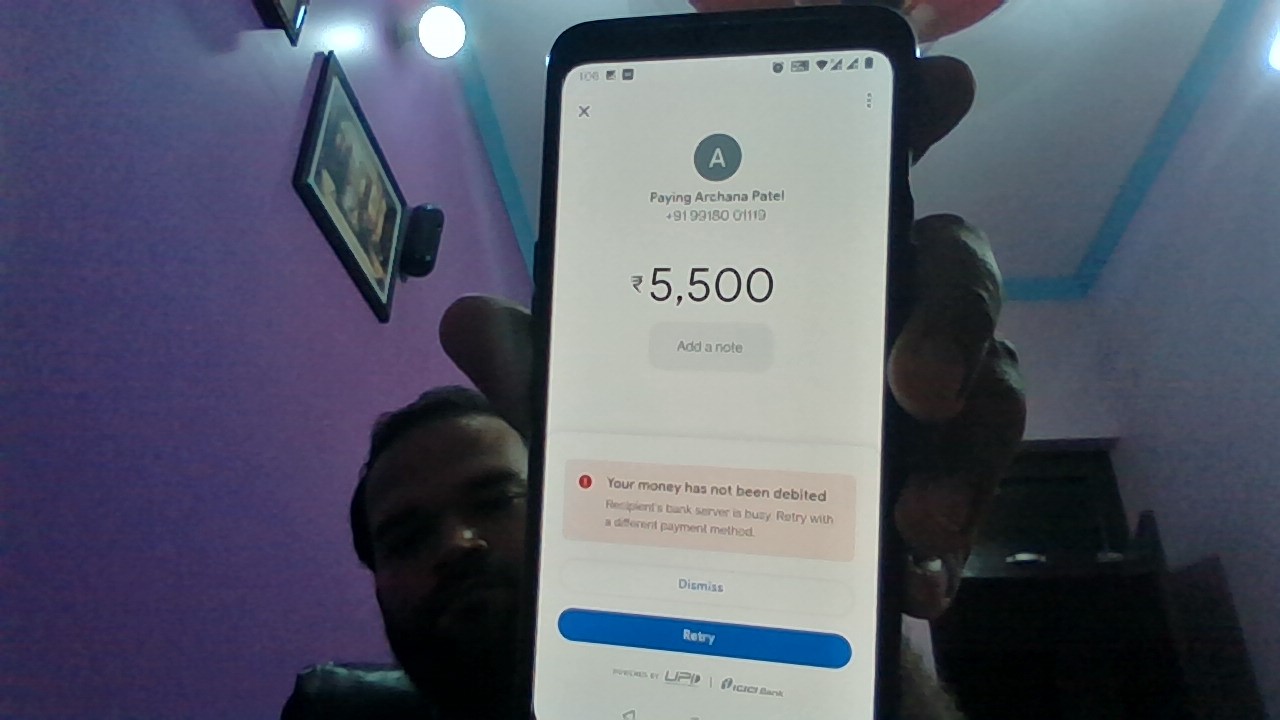 1:08
A
Paying Archana Patel
+91 99180 01119
₹5,500
Add a note
Your money has not been debited
Recipient's bank server is busy. Retry with
a different payment method.
Dismiss
Retry
POWERED BY UPI | ICICI Bank